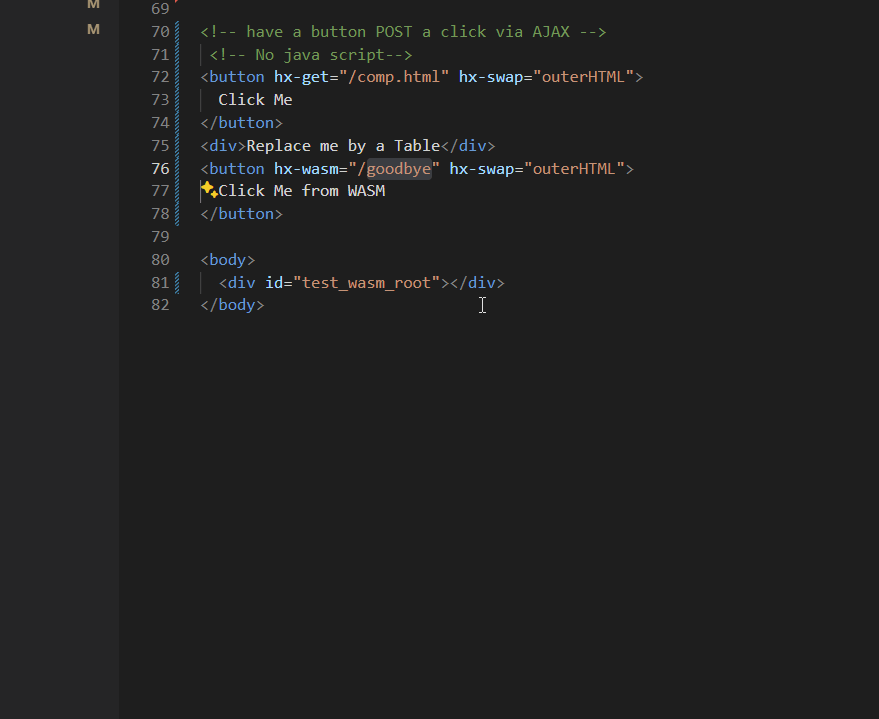 M
69
M
70 <!-- have a button POST a click via AJAX -->
71 <!-- No java script-->
72 <button hx-get="/comp.html" hx-swap="outerHTML">
73 Click Me
74 </button>
75 <div>Replace me by a Table</div>
76 <button hx-wasm="/goodbye" hx-swap="outerHTML">
77 ✨Click Me from WASM
78 </button>
79
80 <body>
81 <div id="test_wasm_root"></div>
82 </body>